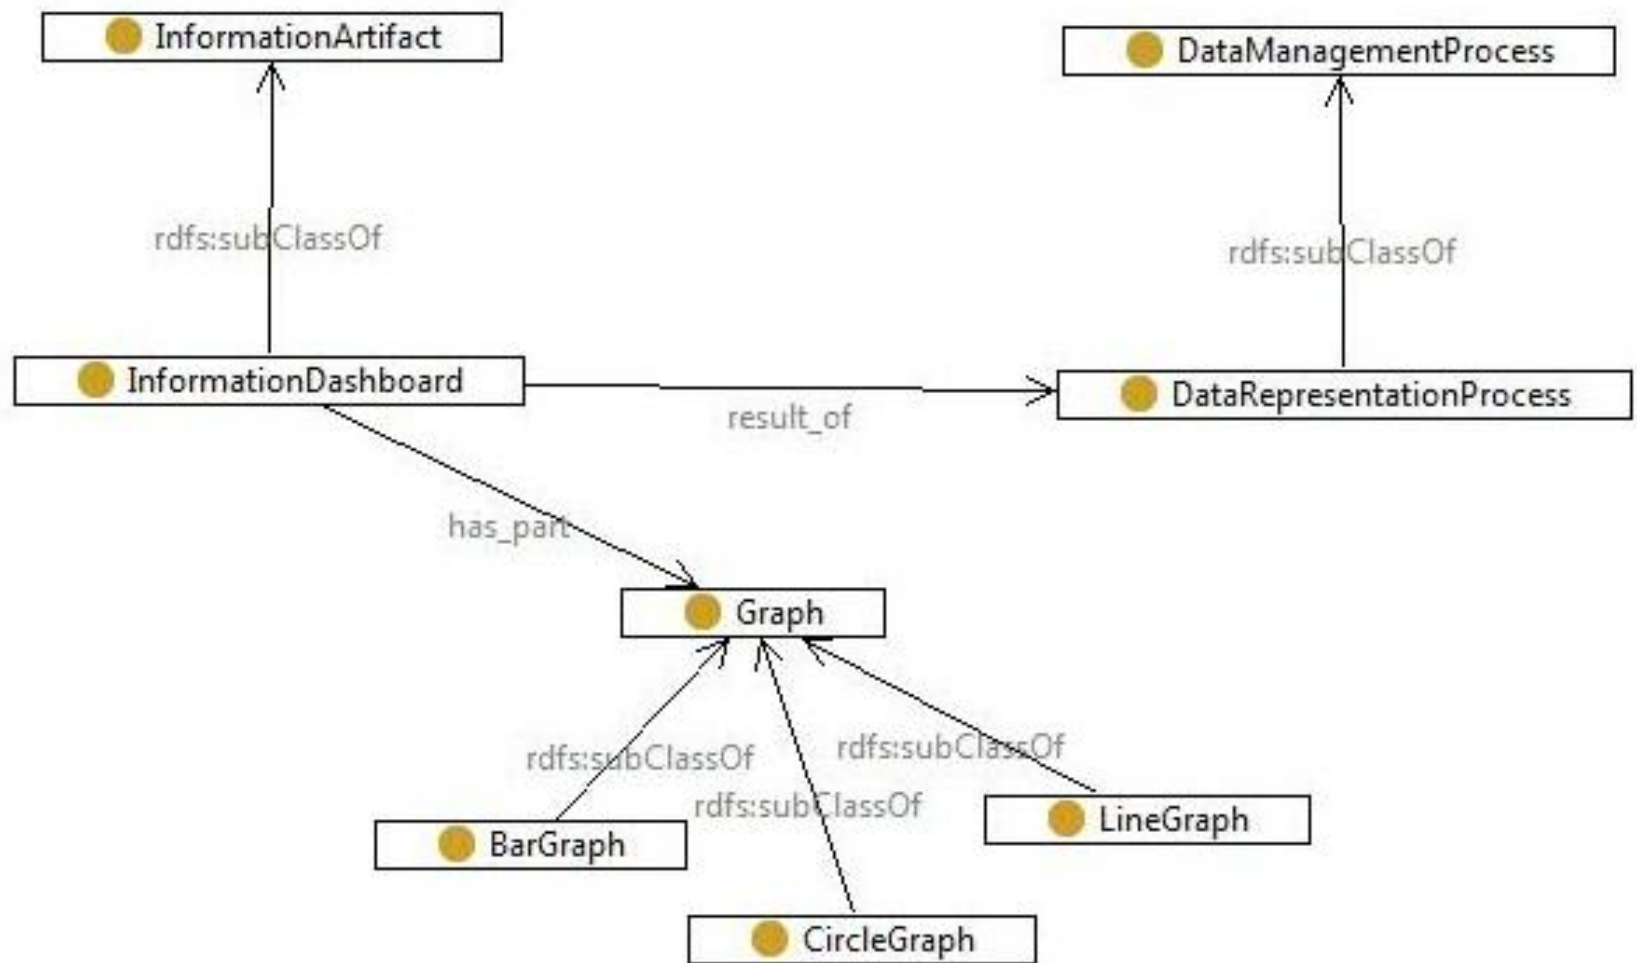 InformationArtifact
DataManagementProcess
rdfs:subClassOf
rdfs:subClassOf
InformationDashboard
DataRepresentationProcess
result_of
has_part
Graph
rdfs:subClassOf
rdfs:subClassOf
rdfs:subClassOf
LineGraph
BarGraph
CircleGraph